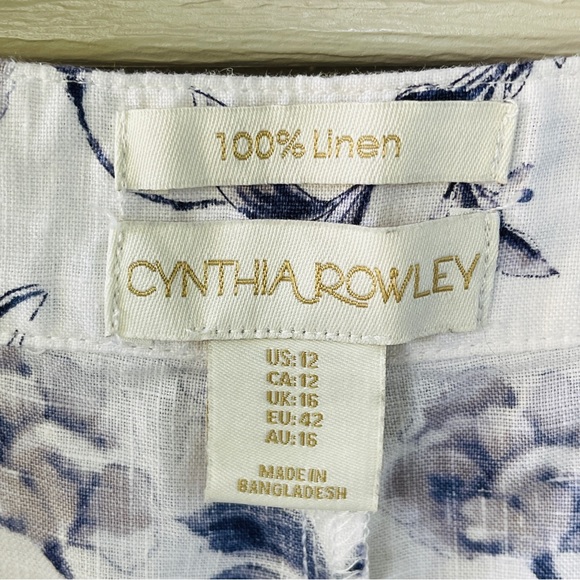 100% Linen
CYNTHIA ROWLEY
US: 12
CA: 12
UK: 16
EU: 42
AU: 16
MADE IN
BANGLADESH